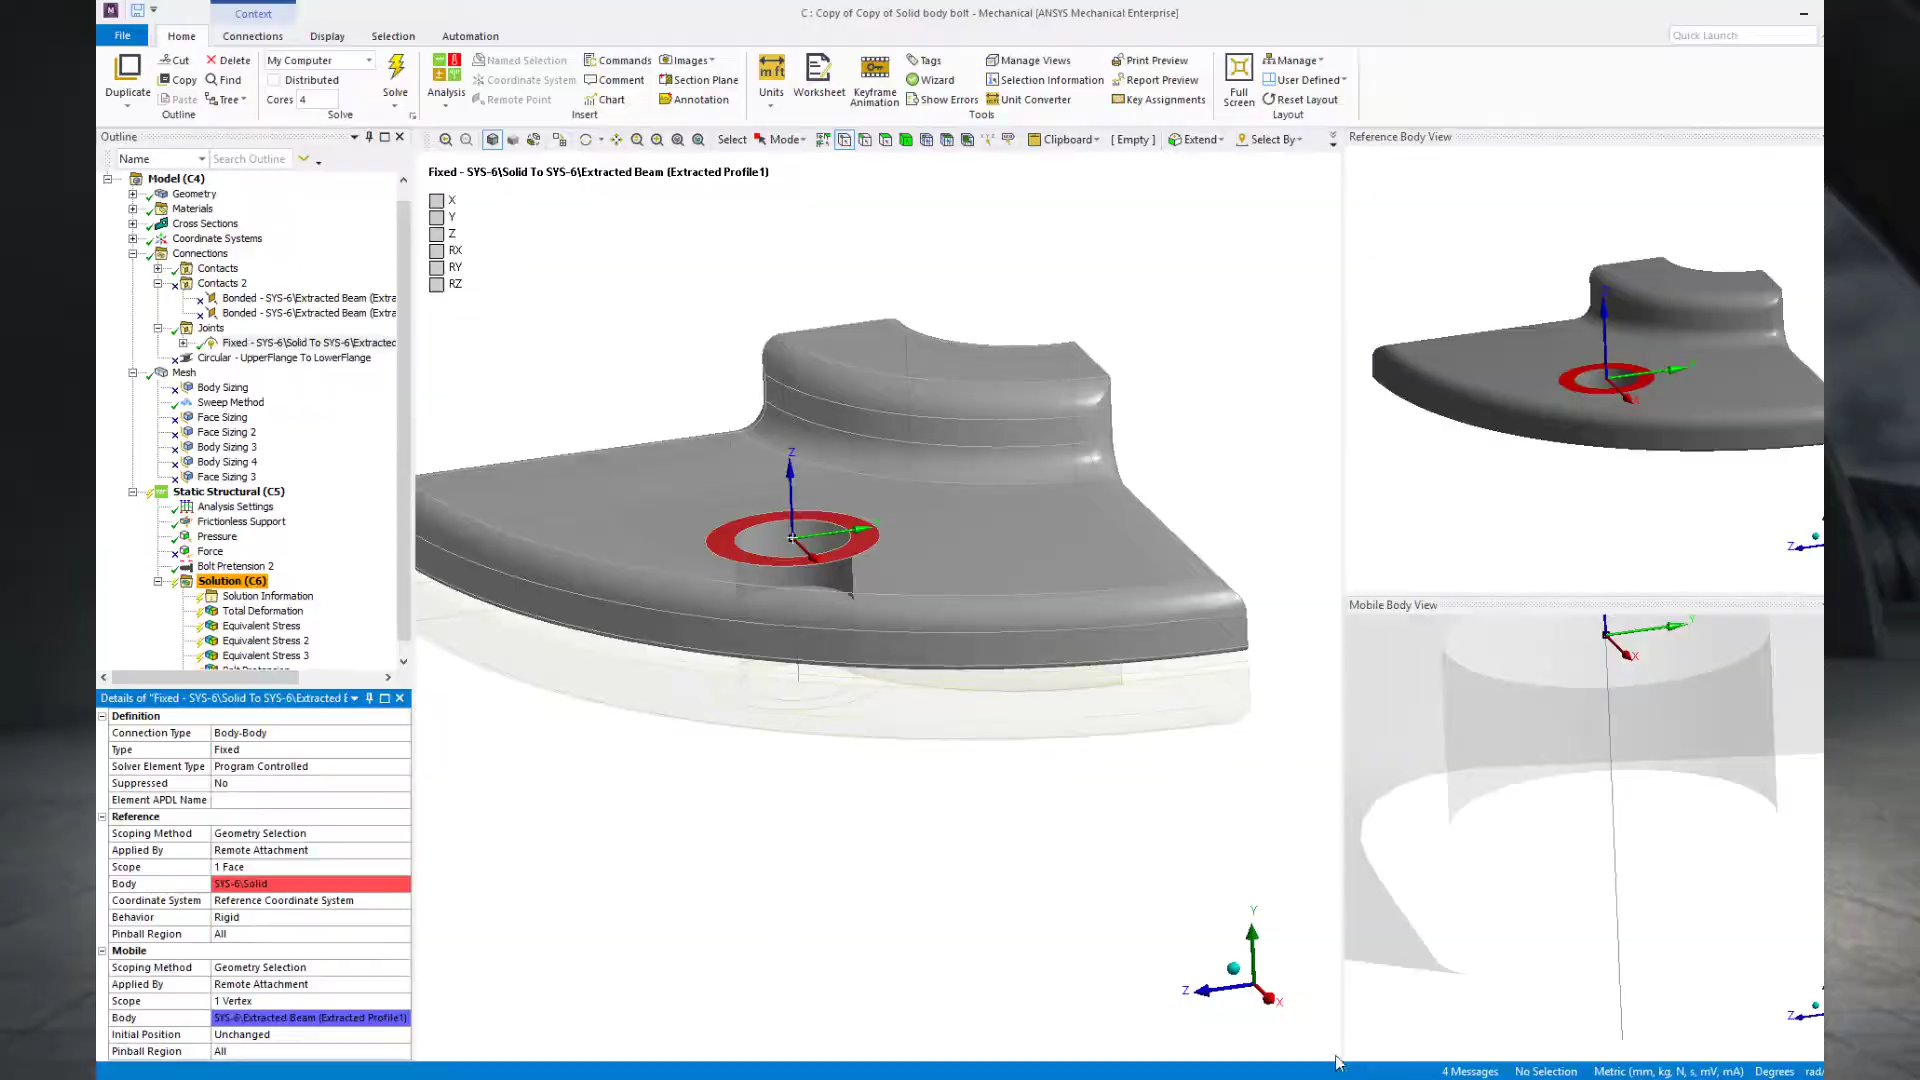 Context
C : Copy of Copy of Solid body bolt - Mechanical [ANSYS Mechanical Enterprise]
File Home Connections Display Selection Automation Quick Launch
Duplicate Cut Copy Paste Delete Find Tree Outline
My Computer Distributed Cores 4 Solve Solve
Analysis Named Selection Coordinate System Remote Point Commands Comment Chart Images Section Plane Annotation Insert
Units Worksheet Keyframe Animation Tags Wizard Show Errors Manage Views Selection Information Unit Converter Print Preview Report Preview Key Assignments Tools
Full Screen Manage User Defined Reset Layout Layout
Outline
Name Search Outline
Select Mode Clipboard [ Empty ] Extend Select By
Model (C4)
Geometry
Materials
Cross Sections
Coordinate Systems
Connections
Contacts
Contacts 2
Bonded - SYS-6\Extracted Beam (Extra
Bonded - SYS-6\Extracted Beam (Extra
Joints
Fixed - SYS-6\Solid To SYS-6\Extracted
Circular - UpperFlange To LowerFlange
Mesh
Body Sizing
Sweep Method
Face Sizing
Face Sizing 2
Body Sizing 3
Body Sizing 4
Face Sizing 3
Static Structural (C5)
Analysis Settings
Frictionless Support
Pressure
Force
Bolt Pretension 2
Solution (C6)
Solution Information
Total Deformation
Equivalent Stress
Equivalent Stress 2
Equivalent Stress 3
Details of "Fixed - SYS-6\Solid To SYS-6\Extracted E
Definition
Connection Type Body-Body
Type Fixed
Solver Element Type Program Controlled
Suppressed No
Element APDL Name
Reference
Scoping Method Geometry Selection
Applied By Remote Attachment
Scope 1 Face
Body SYS-6\Solid
Coordinate System Reference Coordinate System
Behavior Rigid
Pinball Region All
Mobile
Scoping Method Geometry Selection
Applied By Remote Attachment
Scope 1 Vertex
Body SYS-6\Extracted Beam (Extracted Profile1)
Initial Position Unchanged
Pinball Region All
Fixed - SYS-6\Solid To SYS-6\Extracted Beam (Extracted Profile1)
X
Y
Z
RX
RY
RZ
Z
Y
Z
X
Reference Body View
Z
Mobile Body View
X
Z
4 Messages No Selection Metric (mm, kg, N, s, mV, mA) Degrees rad/